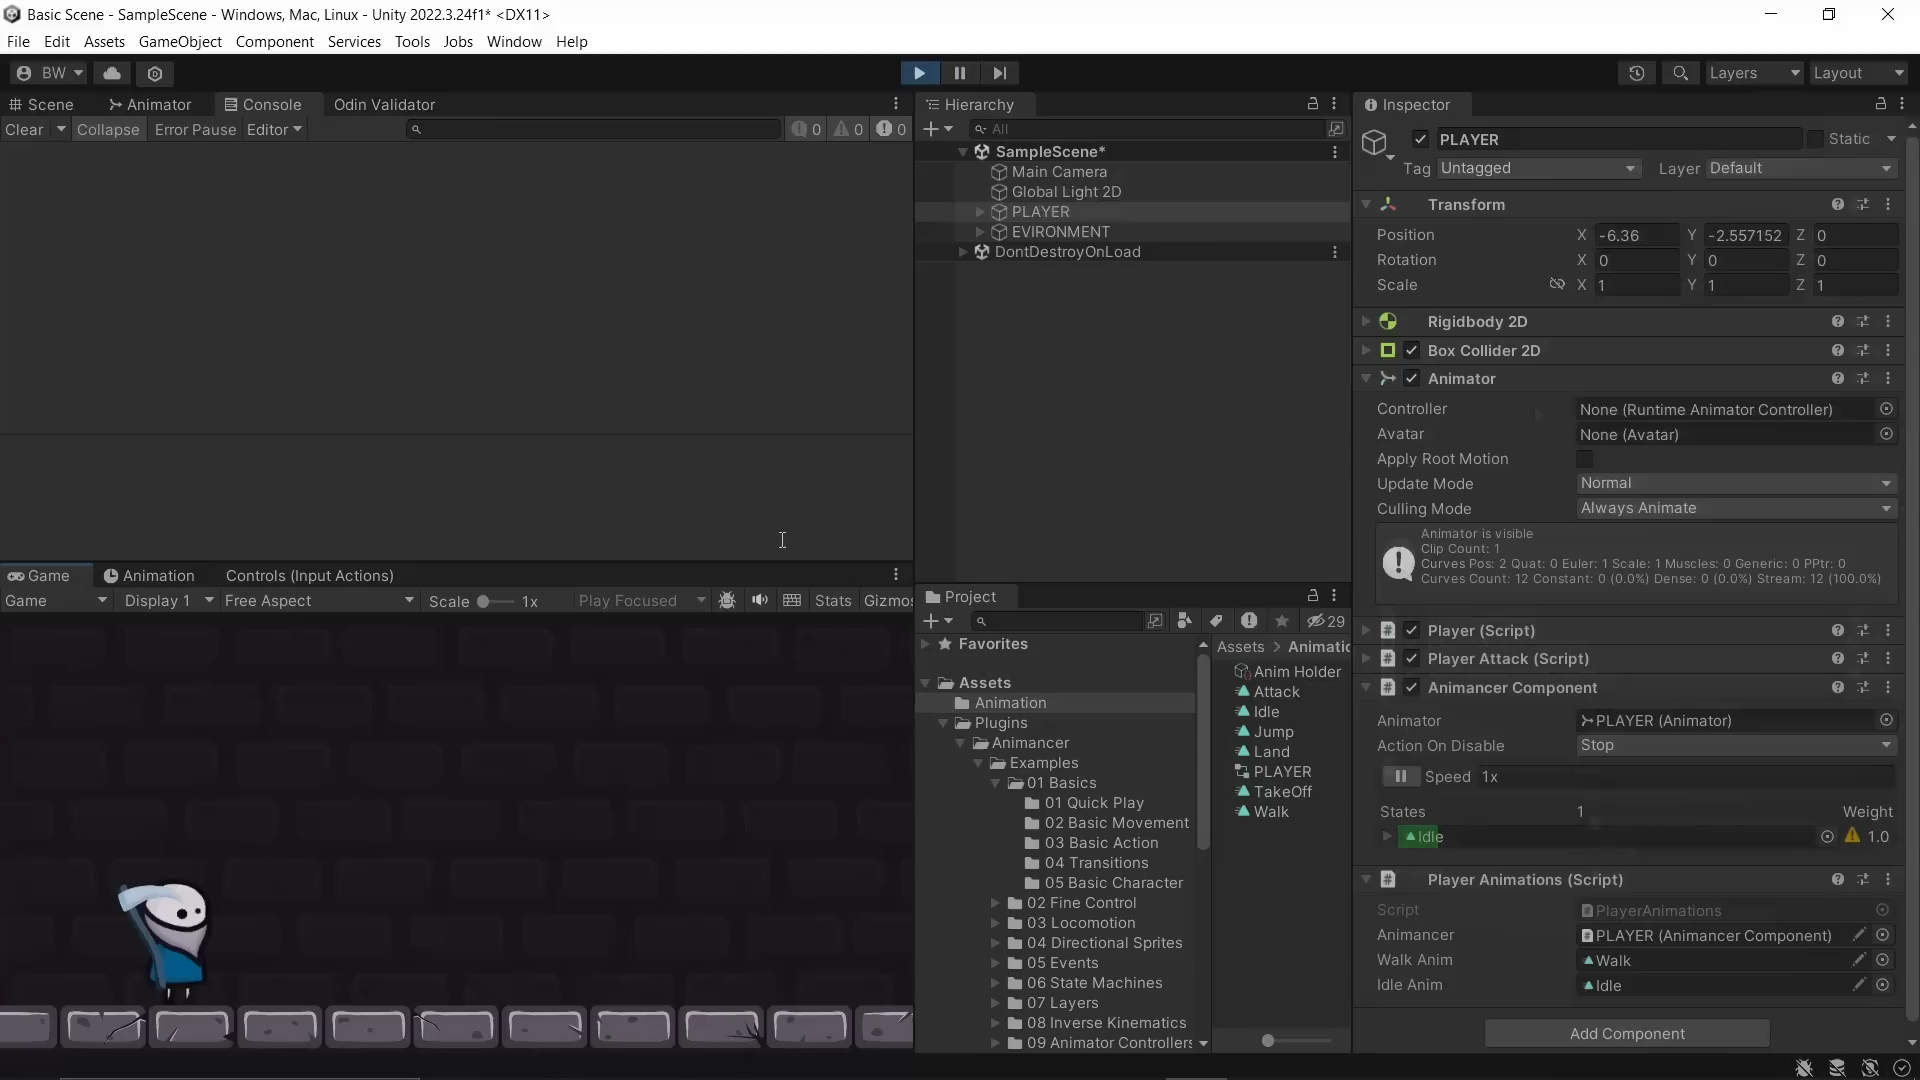 Basic Scene - SampleScene - Windows, Mac, Linux - Unity 2022.3.24f1* <DX11>
File Edit Assets GameObject Component Services Tools Jobs Window Help
BW Layers Layout
Scene Animator Console Odin Validator
Clear Collapse Error Pause Editor 0 0 0
Hierarchy
All
SampleScene*
Main Camera
Global Light 2D
PLAYER
EVIRONMENT
DontDestroyOnLoad
Game Animation Controls (Input Actions)
Game Display 1 Free Aspect Scale 1x Play Focused Stats Gizmos
Project
29
Favorites
Assets
Animation
Plugins
Animancer
Examples
01 Basics
01 Quick Play
02 Basic Movement
03 Basic Action
04 Transitions
05 Basic Character
02 Fine Control
03 Locomotion
04 Directional Sprites
05 Events
06 State Machines
07 Layers
08 Inverse Kinematics
09 Animator Controllers
Assets > Animatic
Anim Holder
Attack
Idle
Jump
Land
PLAYER
TakeOff
Walk
Inspector
PLAYER Static
Tag Untagged Layer Default
Transform
Position X -6.36 Y -2.557152 Z 0
Rotation X 0 Y 0 Z 0
Scale X 1 Y 1 Z 1
Rigidbody 2D
Box Collider 2D
Animator
Controller None (Runtime Animator Controller)
Avatar None (Avatar)
Apply Root Motion
Update Mode Normal
Culling Mode Always Animate
Animator is visible
Clip Count: 1
Curves Pos: 2 Quat: 0 Euler: 1 Scale: 1 Muscles: 0 Generic: 0 PPtr: 0
Curves Count: 12 Constant: 0 (0.0%) Dense: 0 (0.0%) Stream: 12 (100.0%)
Player (Script)
Player Attack (Script)
Animancer Component
Animator PLAYER (Animator)
Action On Disable Stop
Speed 1x
States 1 Weight
Idle 1.0
Player Animations (Script)
Script PlayerAnimations
Animancer PLAYER (Animancer Component)
Walk Anim Walk
Idle Anim Idle
Add Component